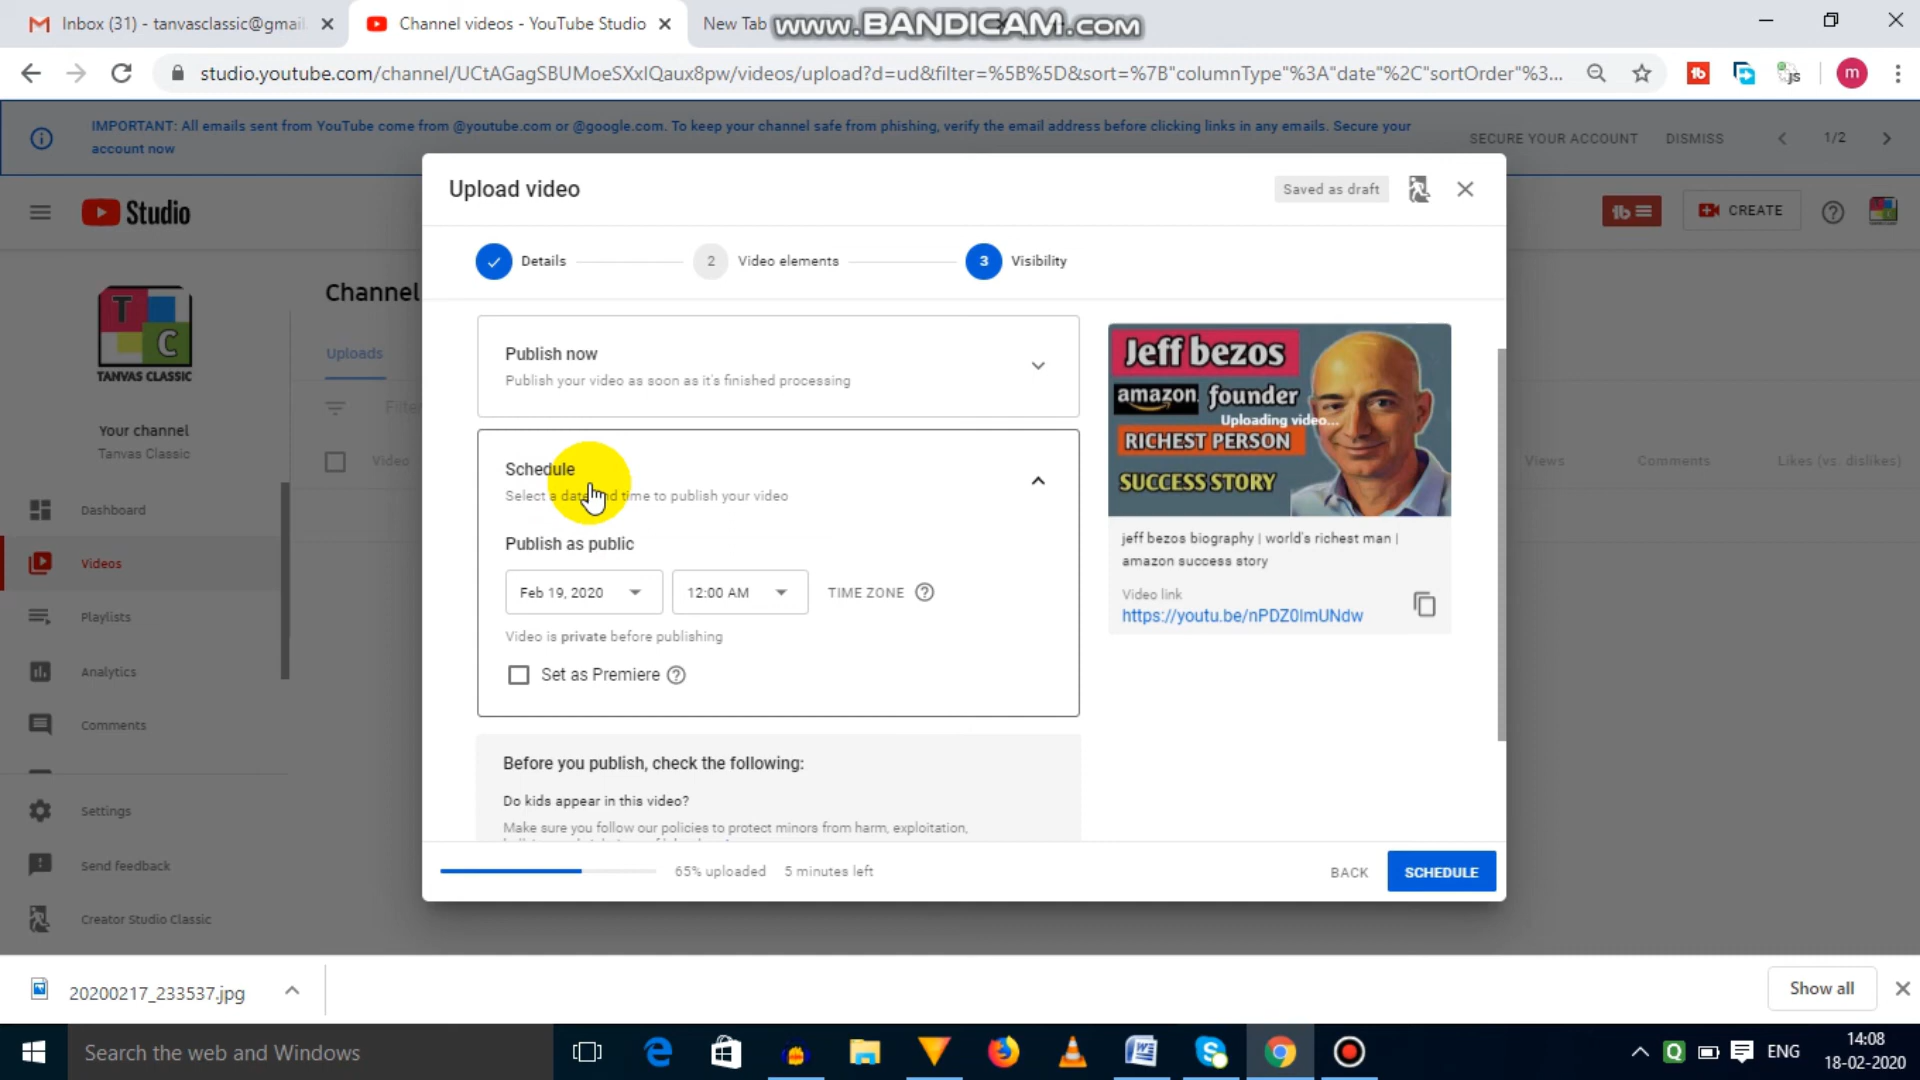 Inbox (31) - tanvasclassic@gmail
Channel videos - YouTube Studio
New Tab
www.BANDICAM.com
studio.youtube.com/channel/UCtAGagSBUMoeSXxIQaux8pw/videos/upload?d=ud&filter=%5B%5D&sort=%7B"columnType"%3A"date"%2C"sortOrder"%3...
js
m
IMPORTANT: All emails sent from YouTube come from @youtube.com or @google.com. To keep your channel safe from phishing, verify the email address before clicking links in any emails. Secure your
account now
SECURE YOUR ACCOUNT
DISMISS
1/2
Studio
CREATE
Upload video
Saved as draft
Details
2
Video elements
3
Visibility
T
C
TANVAS CLASSIC
Your channel
Tanvas Classic
Channel
Uploads
Filte
Video
Views
Comments
Likes (vs. dislikes)
Dashboard
Videos
Playlists
Analytics
Comments
Settings
Send feedback
Creator Studio Classic
Publish now
Publish your video as soon as it's finished processing
Schedule
Select a date and time to publish your video
Publish as public
Feb 19, 2020
12:00 AM
TIME ZONE
Video is private before publishing
Set as Premiere
Before you publish, check the following:
Do kids appear in this video?
Make sure you follow our policies to protect minors from harm, exploitation,
Jeff bezos
amazon founder
Uploading video...
RICHEST PERSON
SUCCESS STORY
jeff bezos biography | world's richest man |
amazon success story
Video link
https://youtu.be/nPDZ0ImUNdw
65% uploaded
5 minutes left
BACK
SCHEDULE
20200217_233537.jpg
Show all
Search the web and Windows
ENG
14:08
18-02-2020